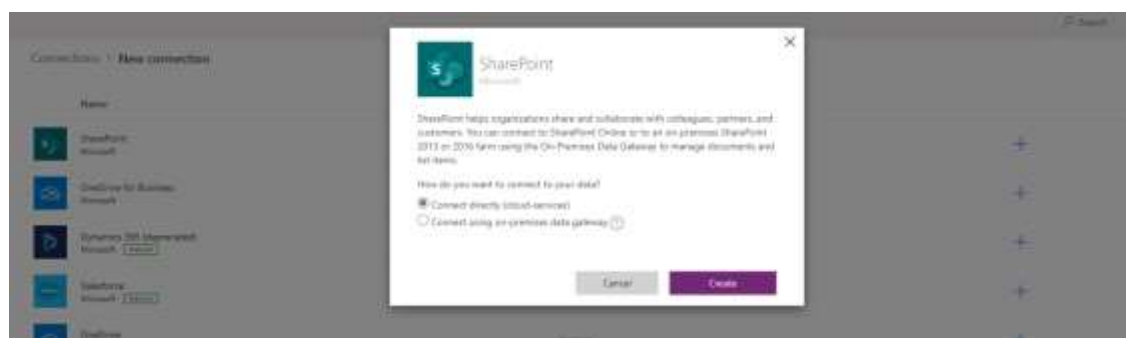 Search
Connections > New connection
Name
SharePoint
Microsoft
OneDrive for Business
Microsoft
Dynamics 365 (deprecated)
Microsoft
Salesforce
Microsoft
OneDrive
SharePoint
Microsoft
SharePoint helps organizations share and collaborate with colleagues, partners, and
customers. You can connect to SharePoint Online or to an on-premises SharePoint
2013 or 2016 farm using the On-Premises Data Gateway to manage documents and
list items.
How do you want to connect to your data?
Connect directly (cloud-services)
Connect using on-premises data gateway
Cancel
Create